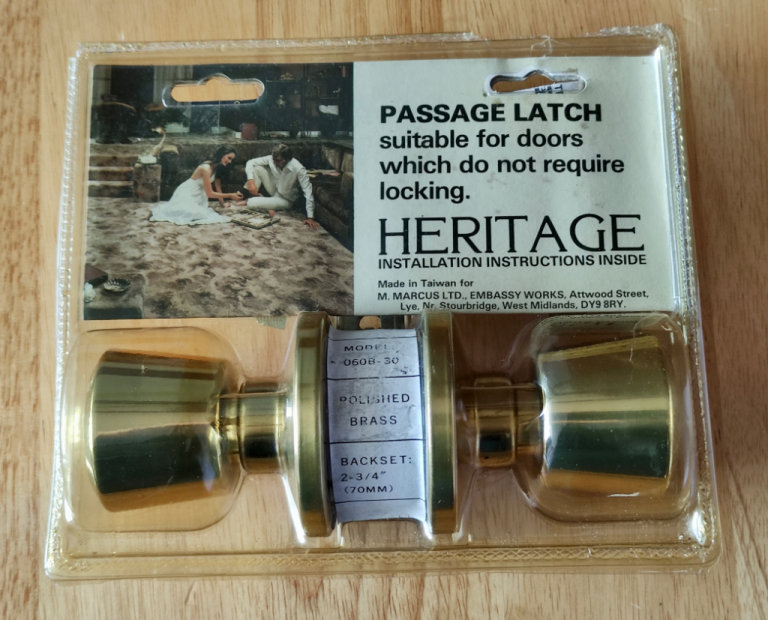 PASSAGE LATCH
suitable for doors
which do not require
locking.
HERITAGE
INSTALLATION INSTRUCTIONS INSIDE
Made in Taiwan for
M. MARCUS LTD., EMBASSY WORKS, Attwood Street,
Lye, Nr. Stourbridge, West Midlands, DY9 8RY.
MODEL:
060B-30
POLISHED
BRASS
BACKSET:
2-3/4"
(70MM)